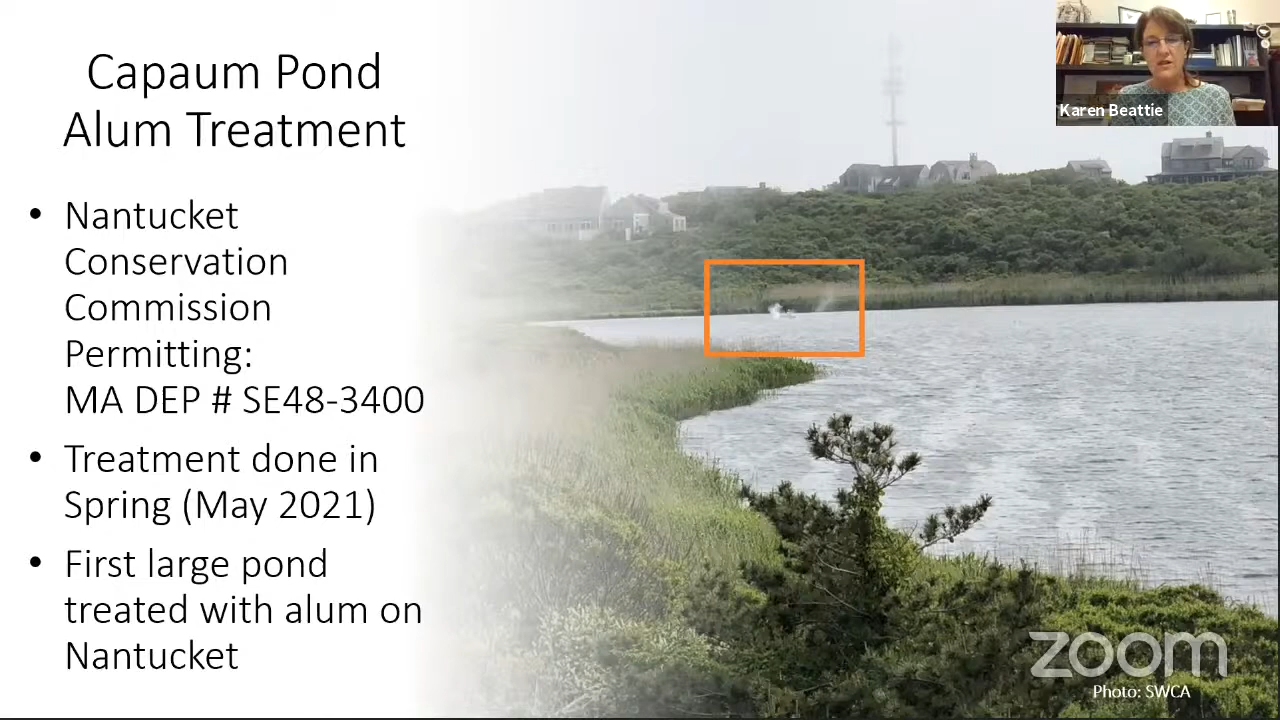 Capaum Pond
Alum Treatment
• Nantucket
Conservation
Commission
Permitting:
MA DEP # SE48-3400
• Treatment done in
Spring (May 2021)
• First large pond
treated with alum on
Nantucket
Karen Beattie
zoom
Photo: SWCA